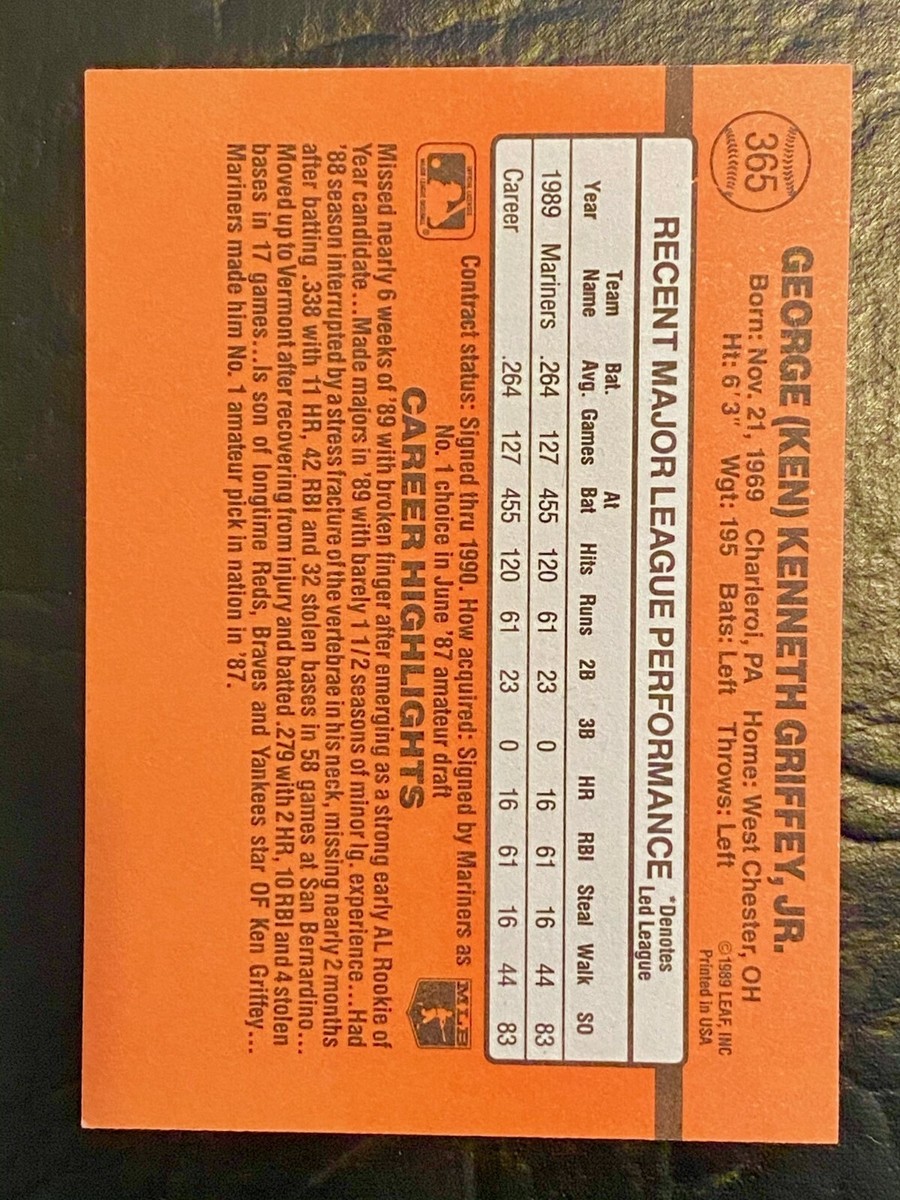 365
GEORGE (KEN) KENNETH GRIFFEY, JR.
Born: Nov. 21, 1969 Charleroi, PA Home: West Chester, OH
Ht: 6'3" Wgt: 195 Bats: Left Throws: Left
©1989 LEAF, INC
Printed in USA
RECENT MAJOR LEAGUE PERFORMANCE
*Denotes
Led League
Year Team Name Bat. Avg. Games At Bat Hits Runs 2B 3B HR RBI Steal Walk SO
1989 Mariners .264 127 455 120 61 23 0 16 61 16 44 83
Career .264 127 455 120 61 23 0 16 61 16 44 83
Contract status: Signed thru 1990. How acquired: Signed by Mariners as
No. 1 choice in June '87 amateur draft
MLB
CAREER HIGHLIGHTS
Missed nearly 6 weeks of '89 with broken finger after emerging as a strong early AL Rookie of
Year candidate...Made majors in '89 with barely 1 1/2 seasons of minor lg. experience...Had
'88 season interrupted by a stress fracture of the vertebrae in his neck, missing nearly 2 months
after batting .338 with 11 HR, 42 RBI and 32 stolen bases in 58 games at San Bernardino...
Moved up to Vermont after recovering from injury and batted .279 with 2 HR, 10 RBI and 4 stolen
bases in 17 games...Is son of longtime Reds, Braves and Yankees star OF Ken Griffey...
Mariners made him No. 1 amateur pick in nation in '87.